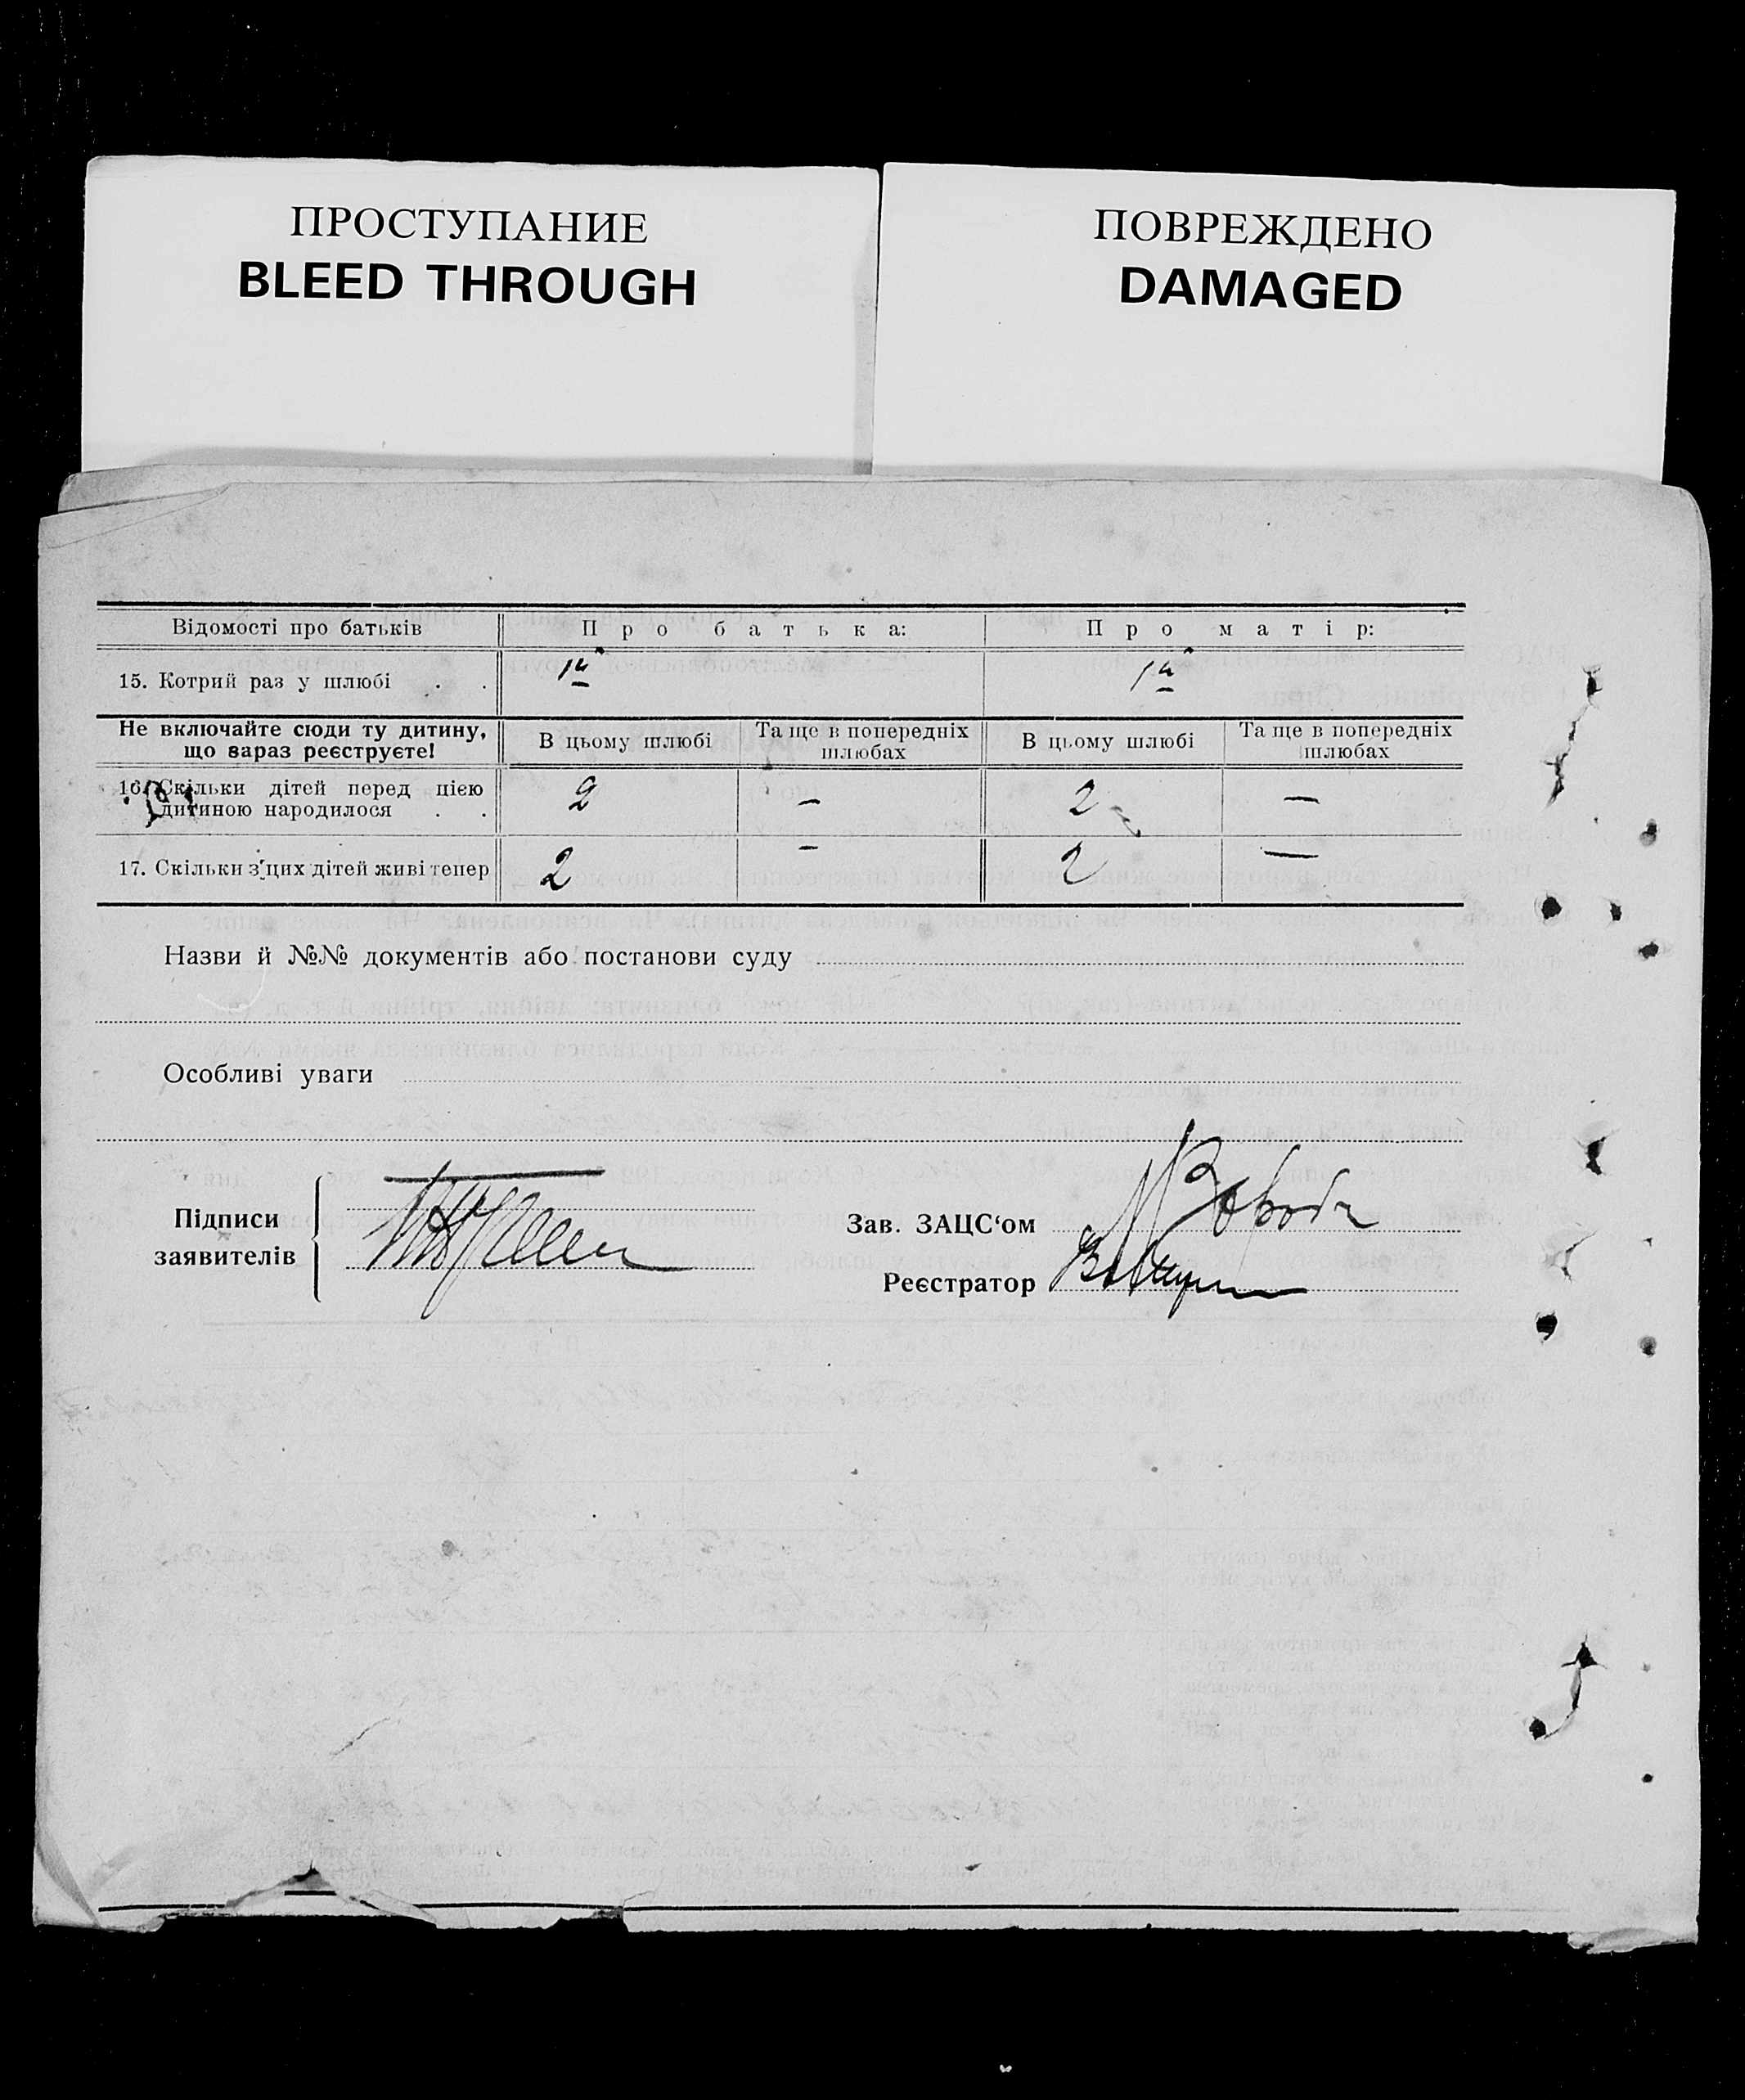 ПРОСТУПАНИЕ
BLEED THROUGH
ПОВРЕЖДЕНО
DAMAGED
Відомості про батьків
Про батька:
Про матір:
15. Котрий раз у шлюбі . .
1й
1й
Не включайте сюди ту дитину,
що зараз реєструєте!
В цьому шлюбі
Та ще в попередніх
шлюбах
В цьому шлюбі
Та ще в попередніх
шлюбах
16. Скільки дітей перед цією
дитиною народилося . .
2
—
2
—
17. Скільки з цих дітей живі тепер
2
—
2
—
Назви й №№ документів або постанови суду
Особливі уваги
Підписи
заявителів
Зав. ЗАЦС‘ом
Реєстратор